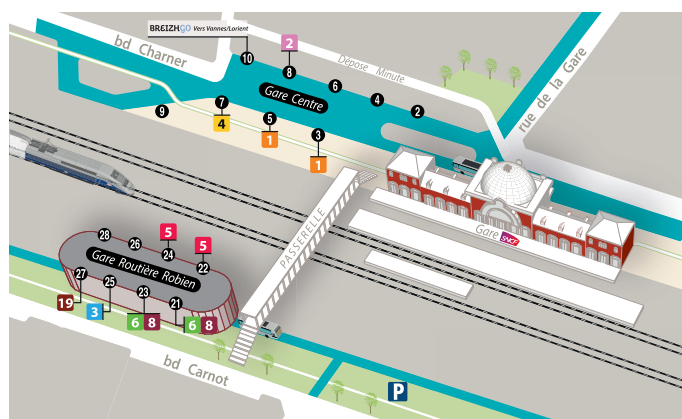 BREIZHGO Vers Vannes/Lorient
bd Charner
10
2
8
Dépose Minute
6
4
2
rue de la Gare
Gare Centre
9
7
4
5
1
3
1
PASSERELLE
Gare SNCF
28
26
5
24
5
22
Gare Routière Robien
27
25
23
21
19
3
6 8
6 8
bd Carnot
P